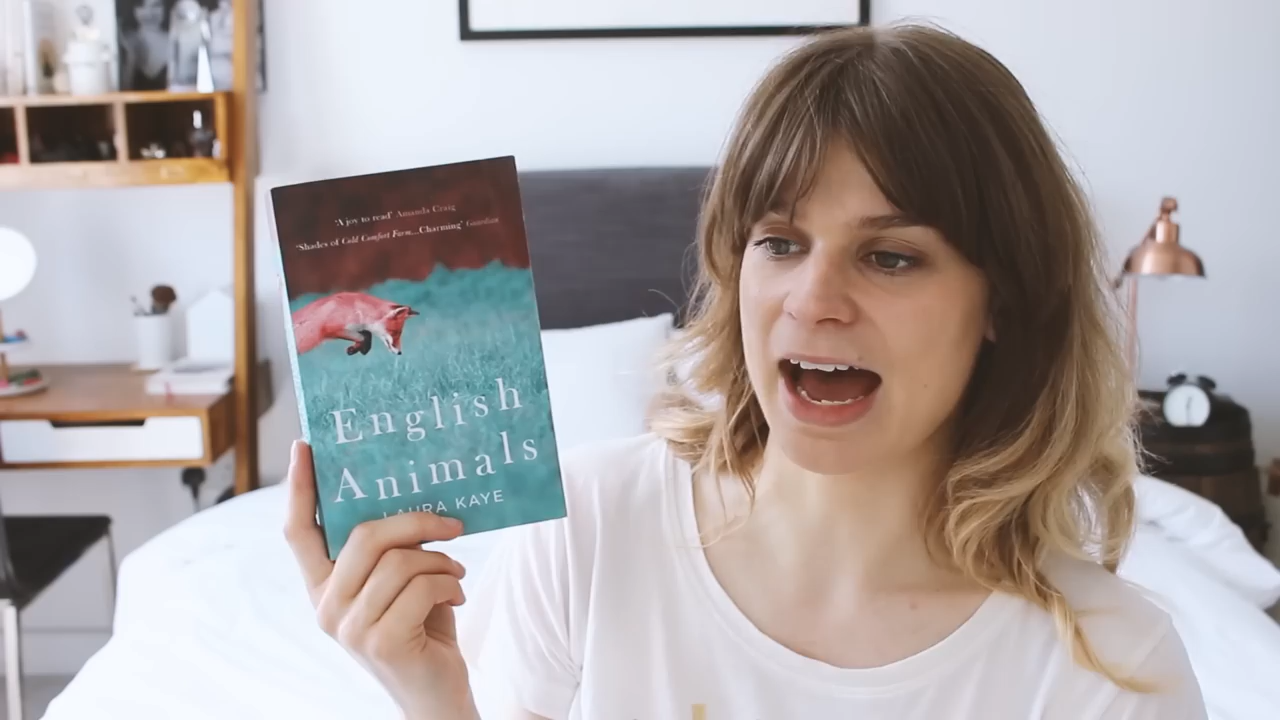 'A joy to read' Amanda Craig
'Shades of Cold Comfort Farm...Charming' Guardian
English
Animals
LAURA KAYE